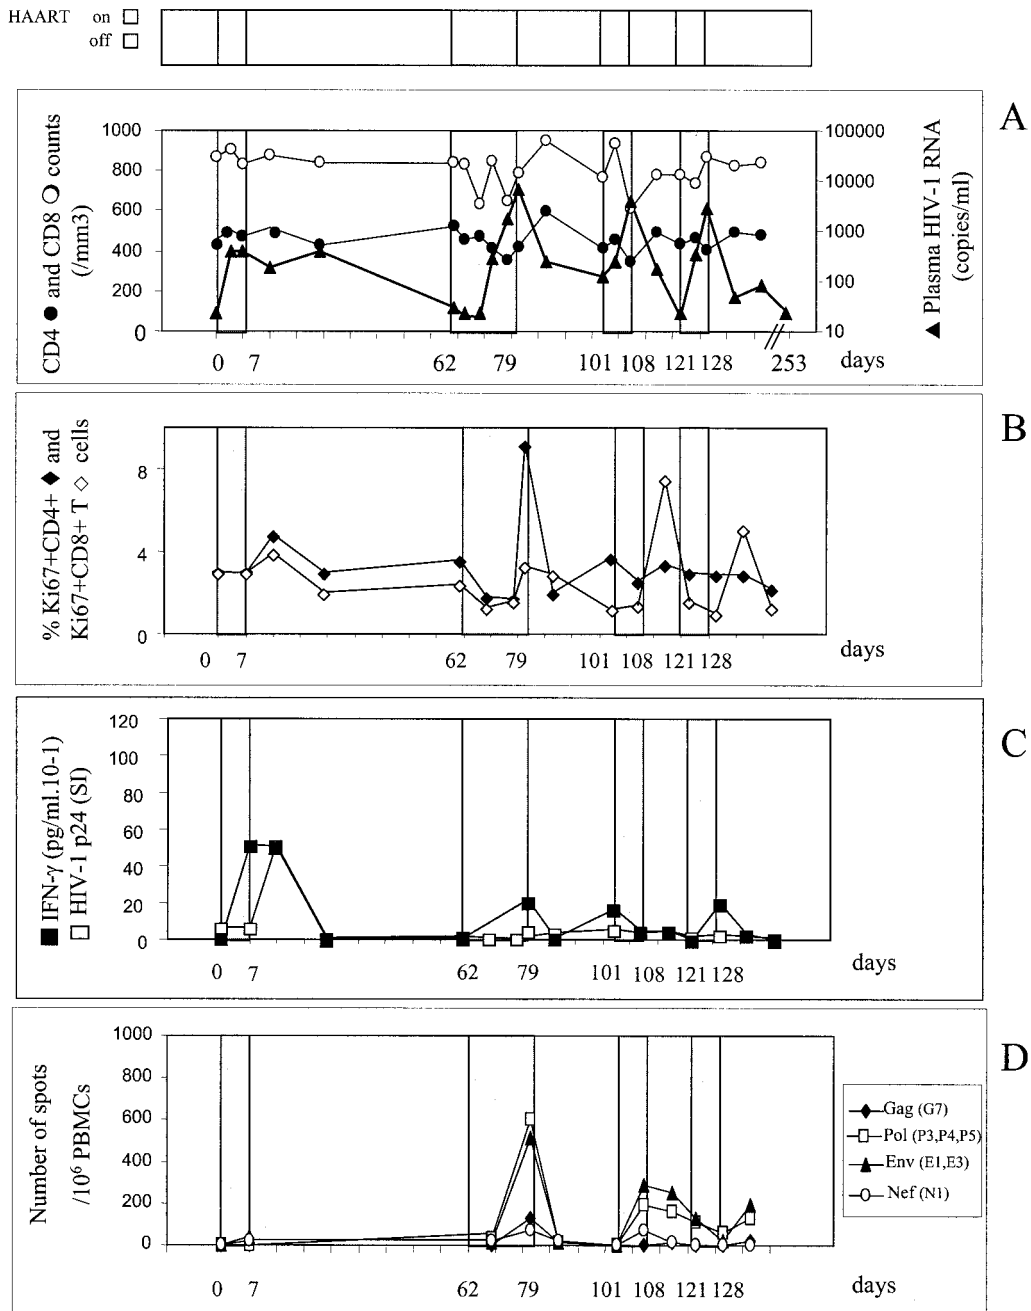 HAART on □
off □
A
CD4 ● and CD8 ○ counts
(/mm3)
1000
800
600
400
200
0
100000
10000
1000
100
10
▲ Plasma HIV-1 RNA
(copies/ml)
0 7 62 79 101 108 121 128 253 days
B
% Ki67+CD4+ ◆ and
Ki67+CD8+ T ◇ cells
8
4
0
0 7 62 79 101 108 121 128 days
C
■ IFN-γ (pg/ml.10-1)
□ HIV-1 p24 (SI)
120
100
80
60
40
20
0
0 7 62 79 101 108 121 128 days
D
Number of spots
/10⁶ PBMCs
1000
800
600
400
200
0
0 7 62 79 101 108 121 128 days
Gag (G7)
Pol (P3,P4,P5)
Env (E1,E3)
Nef (N1)